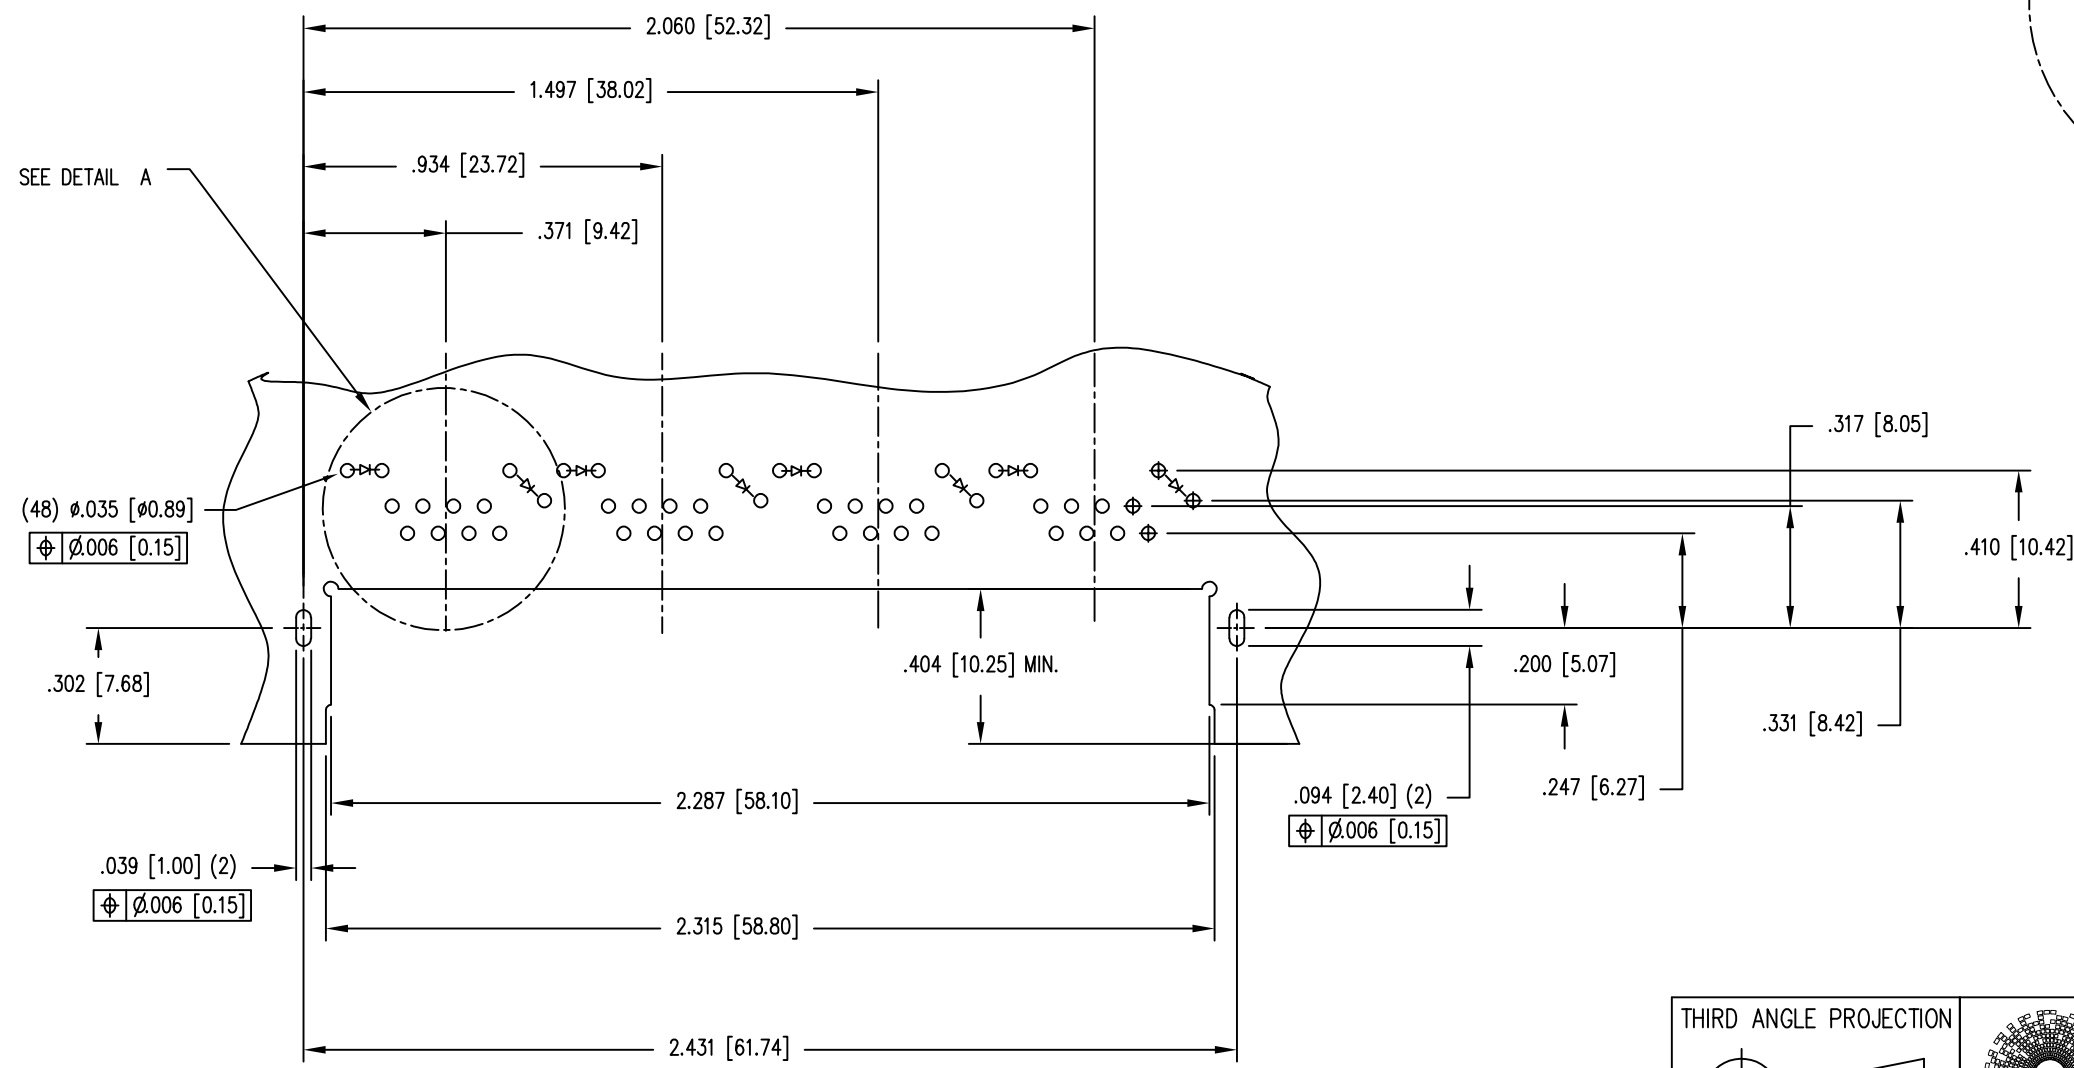 2.060 [52.32]
1.497 [38.02]
.934 [23.72]
SEE DETAIL A
.371 [9.42]
.317 [8.05]
(48) ø.035 [ø0.89]
⌖ Ø.006 [0.15]
.410 [10.42]
.404 [10.25] MIN.
.200 [5.07]
.302 [7.68]
.331 [8.42]
.247 [6.27]
2.287 [58.10]
.094 [2.40] (2)
⌖ Ø.006 [0.15]
.039 [1.00] (2)
⌖ Ø.006 [0.15]
2.315 [58.80]
THIRD ANGLE PROJECTION
2.431 [61.74]